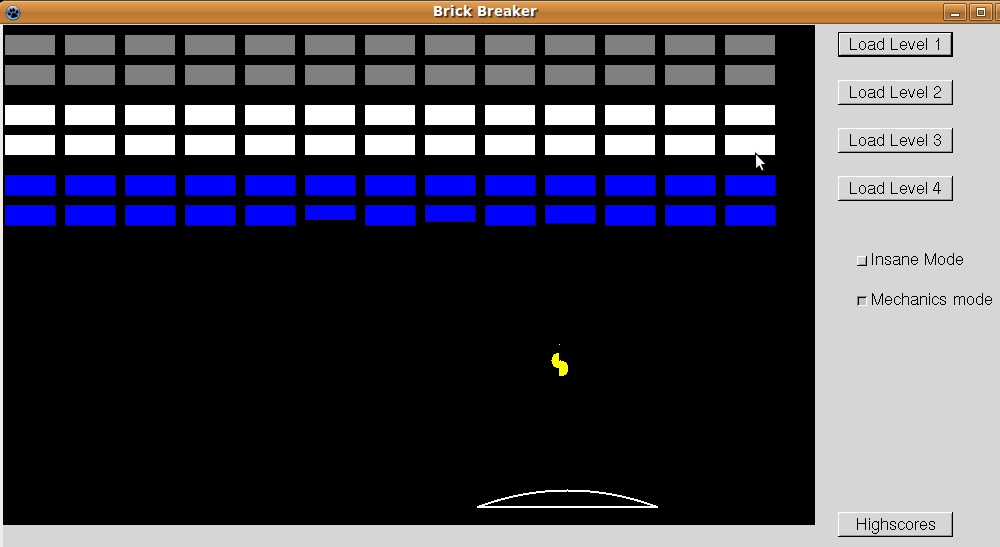 Brick Breaker
Load Level 1
Load Level 2
Load Level 3
Load Level 4
Insane Mode
Mechanics mode
Highscores